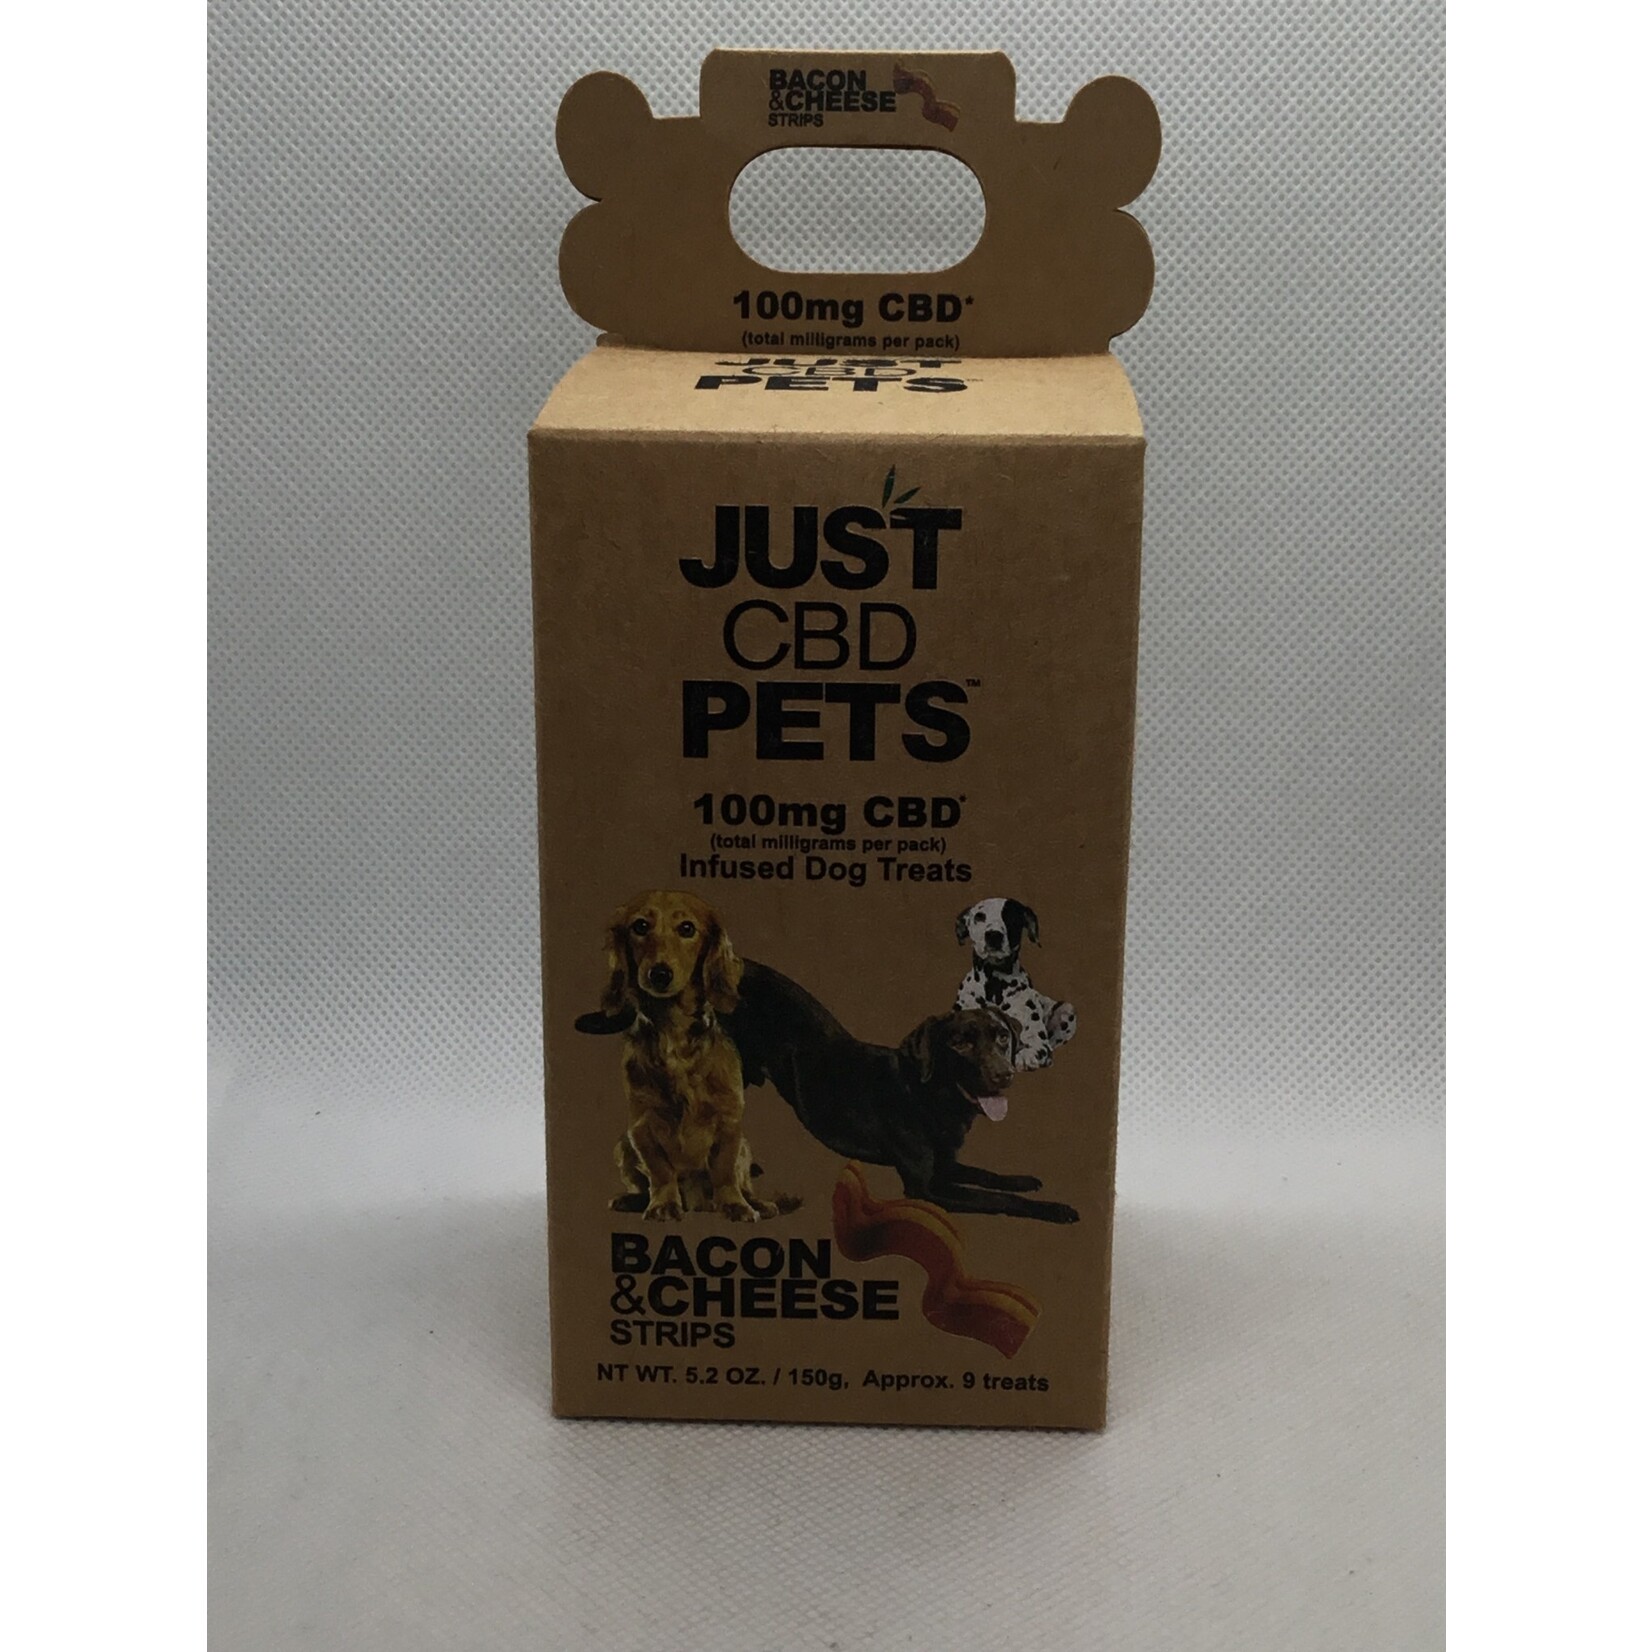 BACON
&CHEESE
STRIPS
100mg CBD*
(total milligrams per pack)
JUST
CBD
PETS™
JUST
CBD
PETS™
100mg CBD*
(total milligrams per pack)
Infused Dog Treats
BACON
&CHEESE
STRIPS
NT WT. 5.2 OZ. / 150g, Approx. 9 treats